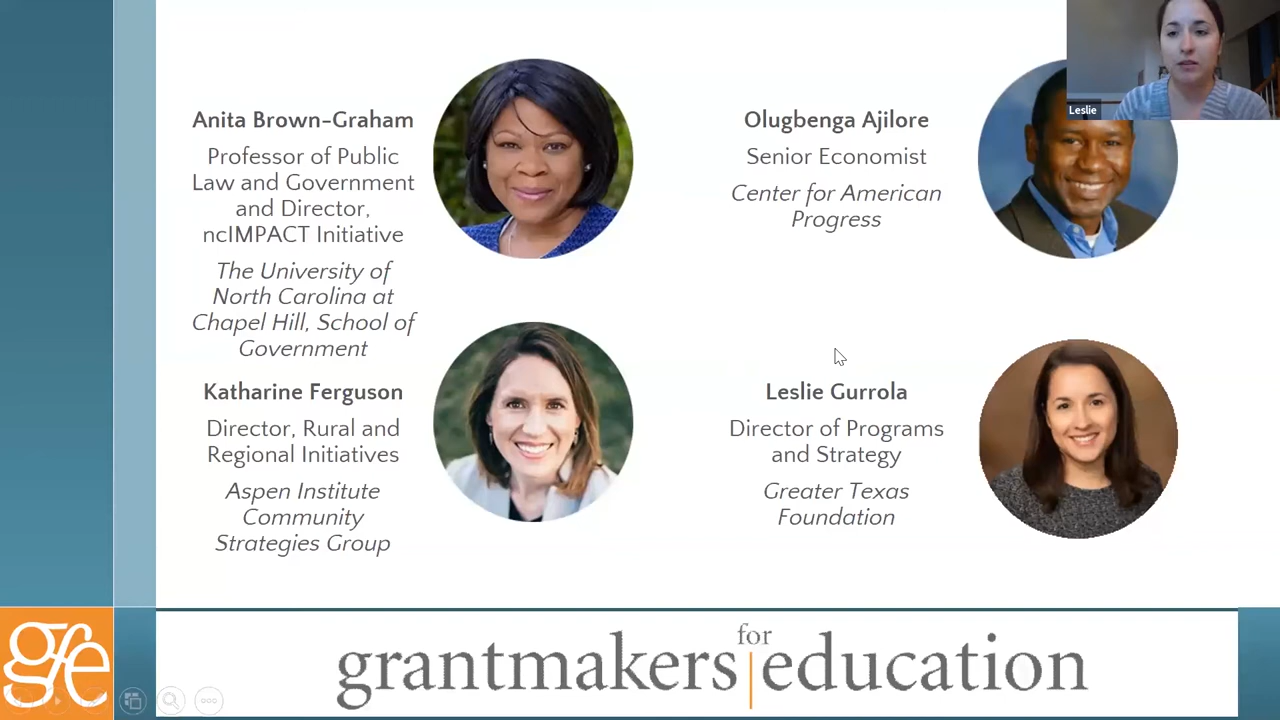 Anita Brown-Graham
Professor of Public
Law and Government
and Director,
ncIMPACT Initiative
The University of
North Carolina at
Chapel Hill, School of
Government
Olugbenga Ajilore
Senior Economist
Center for American
Progress
Leslie
Katharine Ferguson
Director, Rural and
Regional Initiatives
Aspen Institute
Community
Strategies Group
Leslie Gurrola
Director of Programs
and Strategy
Greater Texas
Foundation
gfe
grantmakers for education